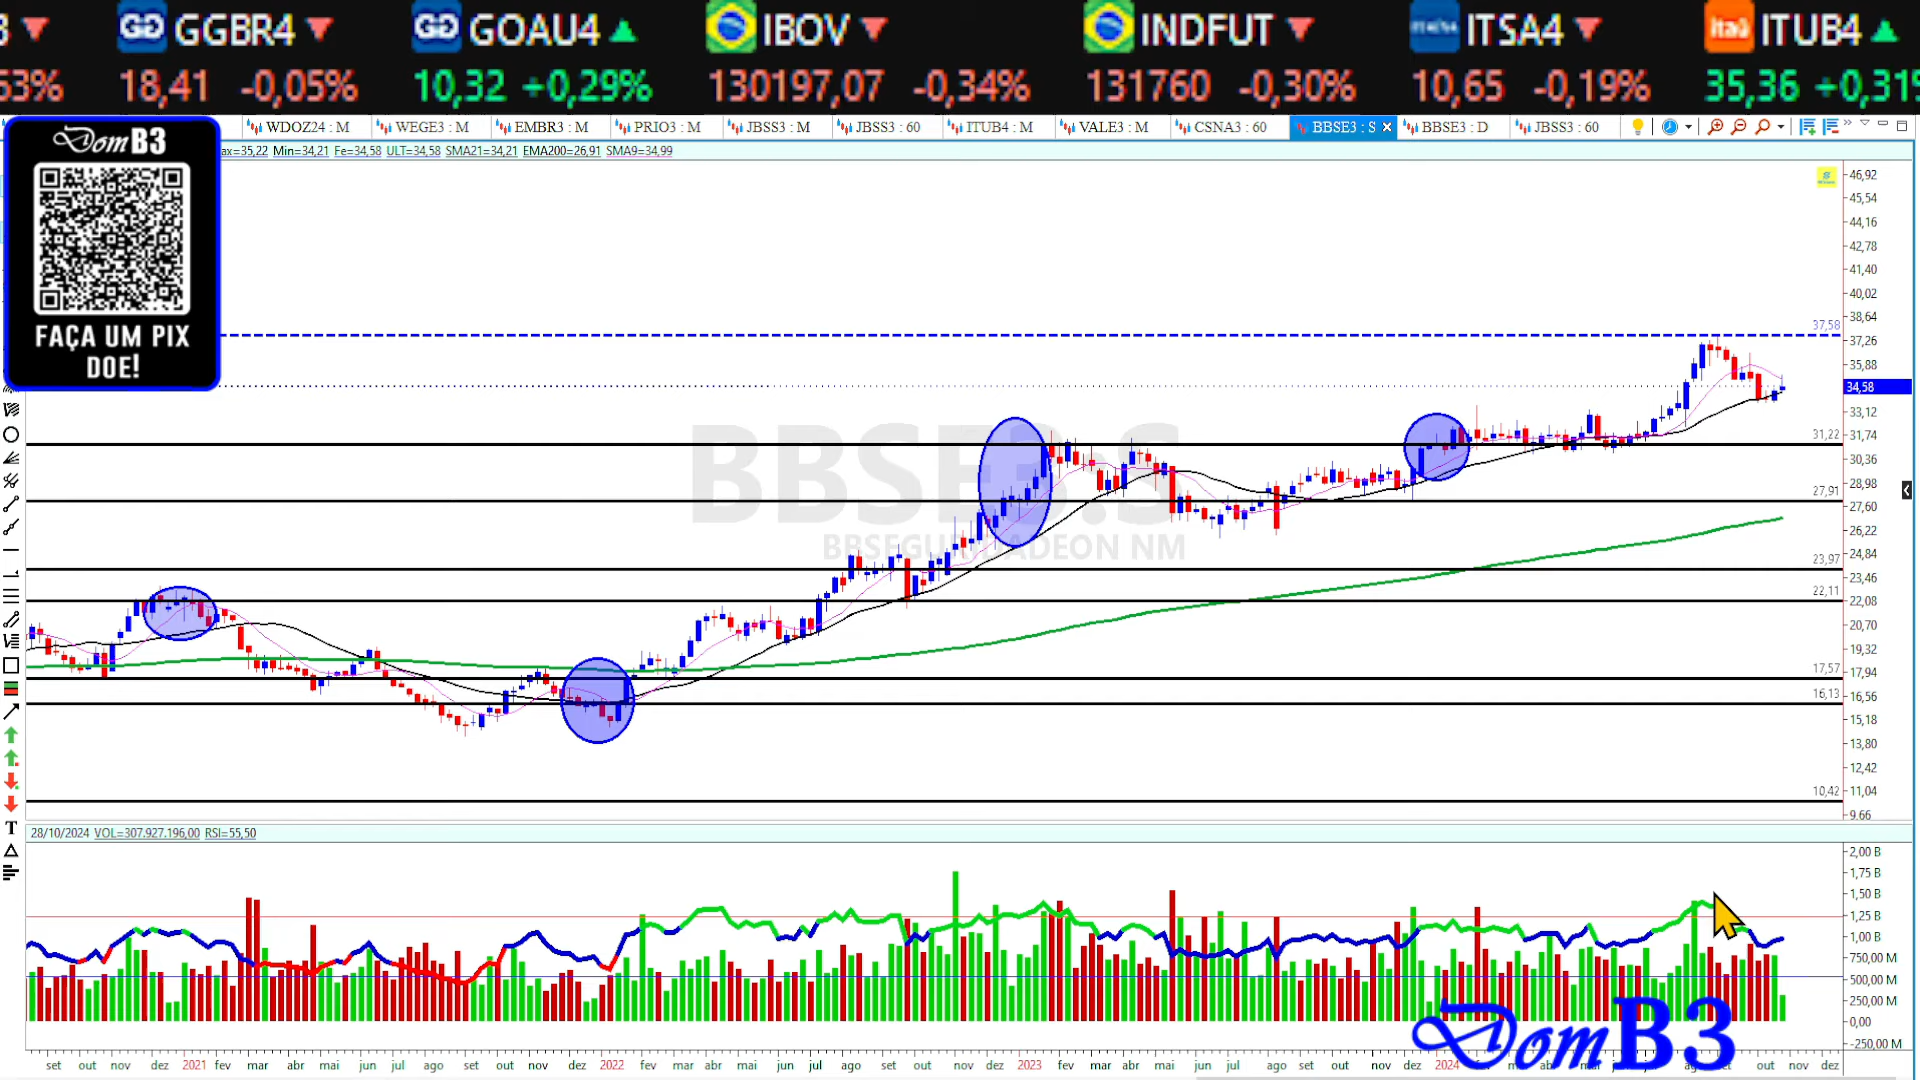 GGBR4 GOAU4 IBOV INDFUT ITSA4 ITUB4
53% 18,41 -0,05% 10,32 +0,29% 130197,07 -0,34% 131760 -0,30% 10,65 -0,19% 35,36 +0,31%
WDOZ24 : M WEGE3 : M EMBR3 : M PRIO3 : M JBSS3 : M JBSS3 : 60 ITUB4 : M VALE3 : M CSNA3 : 60 BBSE3 : S BBSE3 : D JBSS3 : 60
ax=35,22 Min=34,21 Fe=34,58 ULT=34,58 SMA21=34,21 EMA200=26,91 SMA9=34,99
DomB3
FAÇA UM PIX
DOE!
BBSE3:S
BBSEGURIDADEON NM
46,92
45,54
44,16
42,78
41,40
40,02
38,64
37,58
37,26
35,88
34,58
33,12
31,22
31,74
30,36
28,98
27,91
27,60
26,22
24,84
23,97
23,46
22,11
22,08
20,70
19,32
17,57
17,94
16,13
16,56
15,18
13,80
12,42
10,42
11,04
9.66
28/10/2024 VOL=307.927.196,00 RSI=55,50
2,00 B
1,75 B
1,50 B
1,25 B
1,00 B
750,00 M
500,00 M
250,00 M
0,00
-250,00 M
DomB3
set out nov dez 2021 fev mar abr mai jun jul ago set out nov dez 2022 fev mar abr mai jun jul ago set out nov dez 2023 fev mar abr mai jun jul ago set out nov dez 2024 out nov dez